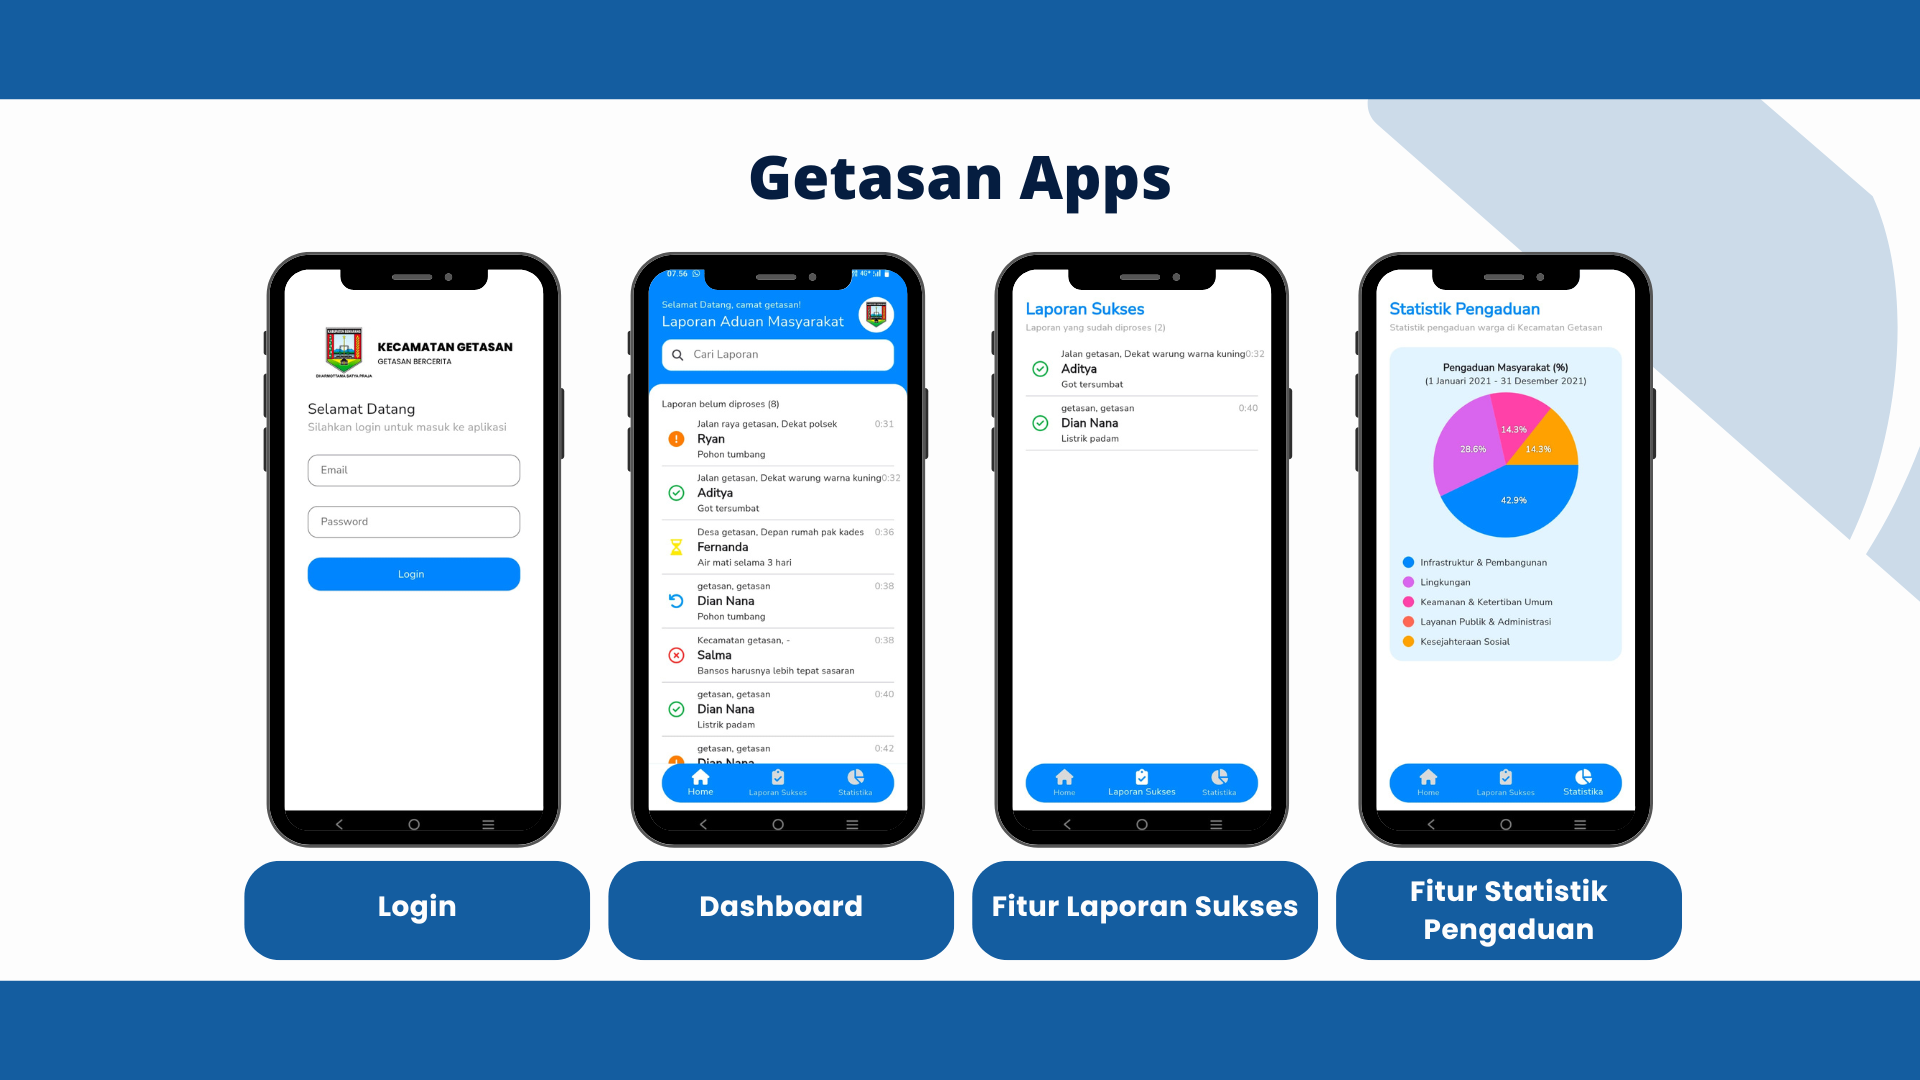 Getasan Apps
KABUPATEN SEMARANG
DHARMOTTAMA SATYA PRAJA
KECAMATAN GETASAN
GETASAN BERCERITA
Selamat Datang
Silahkan login untuk masuk ke aplikasi
Email
Password
Login
Login
07.56
4G+
Selamat Datang, camat getasan!
Laporan Aduan Masyarakat
Cari Laporan
Laporan belum diproses (8)
Jalan raya getasan, Dekat polsek 0:31
Ryan
Pohon tumbang
Jalan getasan, Dekat warung warna kuning 0:32
Aditya
Got tersumbat
Desa getasan, Depan rumah pak kades 0:36
Fernanda
Air mati selama 3 hari
getasan, getasan 0:38
Dian Nana
Pohon tumbang
Kecamatan getasan, - 0:38
Salma
Bansos harusnya lebih tepat sasaran
getasan, getasan 0:40
Dian Nana
Listrik padam
getasan, getasan 0:42
Dian Nana
Home Laporan Sukses Statistika
Dashboard
Laporan Sukses
Laporan yang sudah diproses (2)
Jalan getasan, Dekat warung warna kuning 0:32
Aditya
Got tersumbat
getasan, getasan 0:40
Dian Nana
Listrik padam
Home Laporan Sukses Statistika
Fitur Laporan Sukses
Statistik Pengaduan
Statistik pengaduan warga di Kecamatan Getasan
Pengaduan Masyarakat (%)
(1 Januari 2021 - 31 Desember 2021)
14.3%
28.6% 14.3%
42.9%
Infrastruktur & Pembangunan
Lingkungan
Keamanan & Ketertiban Umum
Layanan Publik & Administrasi
Kesejahteraan Sosial
Home Laporan Sukses Statistika
Fitur Statistik
Pengaduan